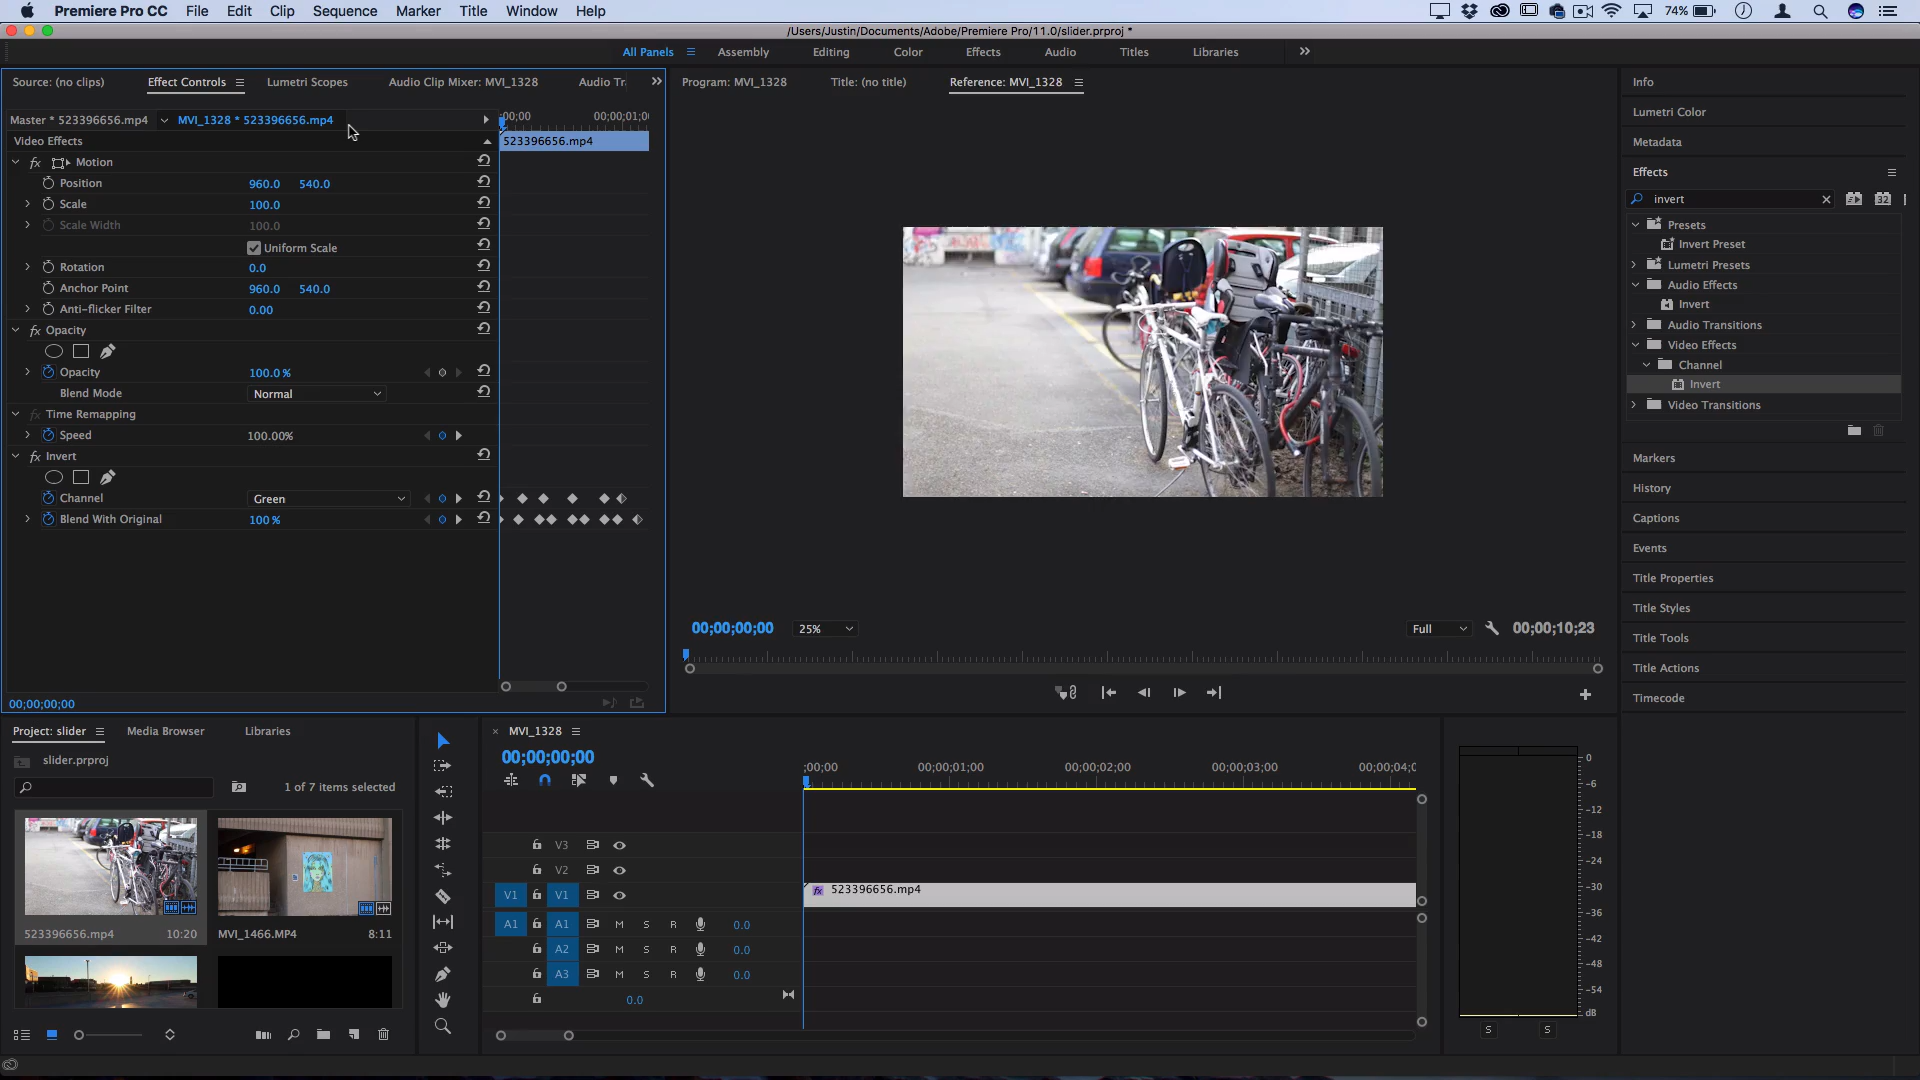 Premiere Pro CC File Edit Clip Sequence Marker Title Window Help 74%
/Users/Justin/Documents/Adobe/Premiere Pro/11.0/slider.prproj *
All Panels Assembly Editing Color Effects Audio Titles Libraries
Source: (no clips) Effect Controls Lumetri Scopes Audio Clip Mixer: MVI_1328 Audio Tr
Program: MVI_1328 Title: (no title) Reference: MVI_1328
Master * 523396656.mp4 MVI_1328 * 523396656.mp4
:00;00 00;00;01;0
Video Effects
523396656.mp4
Motion
Position 960.0 540.0
Scale 100.0
Scale Width 100.0
Uniform Scale
Rotation 0.0
Anchor Point 960.0 540.0
Anti-flicker Filter 0.00
fx Opacity
Opacity 100.0 %
Blend Mode Normal
fx Time Remapping
Speed 100.00%
fx Invert
Channel Green
Blend With Original 100 %
00;00;00;00
00;00;00;00 25% Full 00;00;10;23
Info
Lumetri Color
Metadata
Effects
invert 32
Presets
Invert Preset
Lumetri Presets
Audio Effects
Invert
Audio Transitions
Video Effects
Channel
Invert
Video Transitions
Markers
History
Captions
Events
Title Properties
Title Styles
Title Tools
Title Actions
Timecode
Project: slider Media Browser Libraries
slider.prproj
1 of 7 items selected
523396656.mp4 10:20
MVI_1466.MP4 8:11
MVI_1328
00;00;00;00
;00;00 00;00;01;00 00;00;02;00 00;00;03;00 00;00;04;0
V3
V2
V1 V1 fx 523396656.mp4
A1 A1 M S R 0.0
A2 M S R 0.0
A3 M S R 0.0
0.0
0
-6
-12
-18
-24
-30
-36
-42
-48
-54
dB
S S